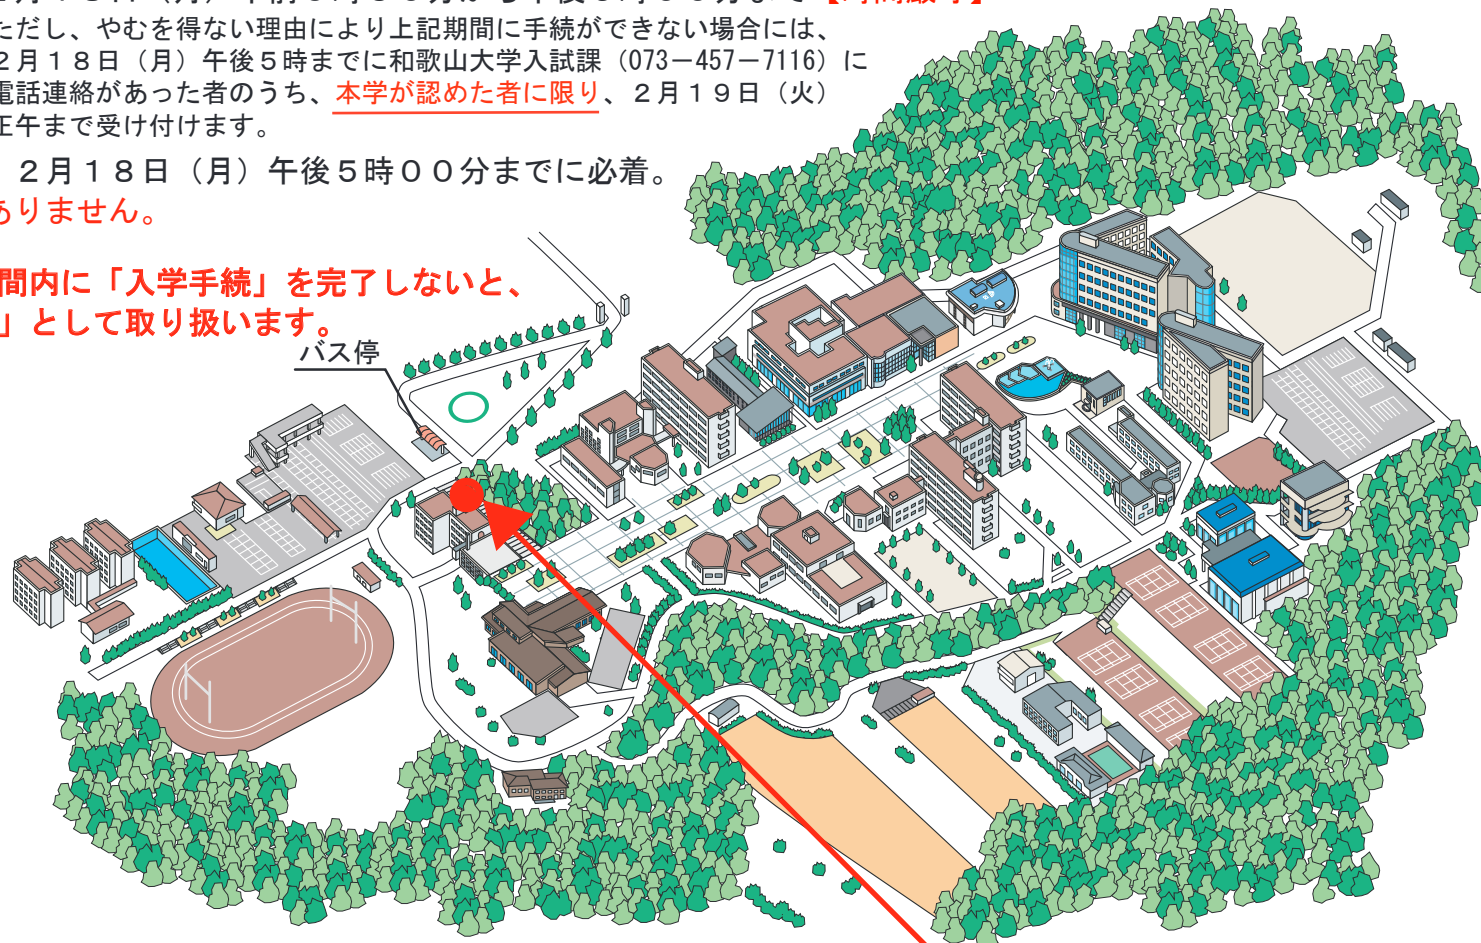 ただし、やむを得ない理由により上記期間に手続ができない場合には、
２月１８日（月）午後５時までに和歌山大学入試課（073－457－7116）に
電話連絡があった者のうち、本学が認めた者に限り、２月１９日（火）
正午まで受け付けます。
２月１８日（月）午後５時００分までに必着。
ありません。
間内に「入学手続」を完了しないと、
」として取り扱います。
バス停